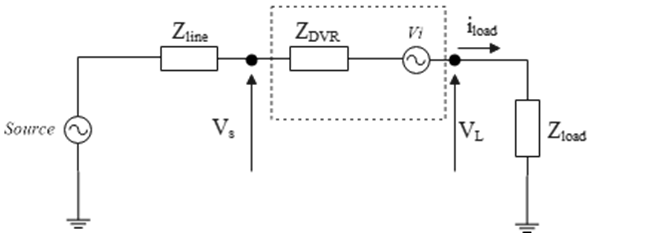 Z_line
Z_DVR
Vi
i_load
Source
V_s
V_L
Z_load